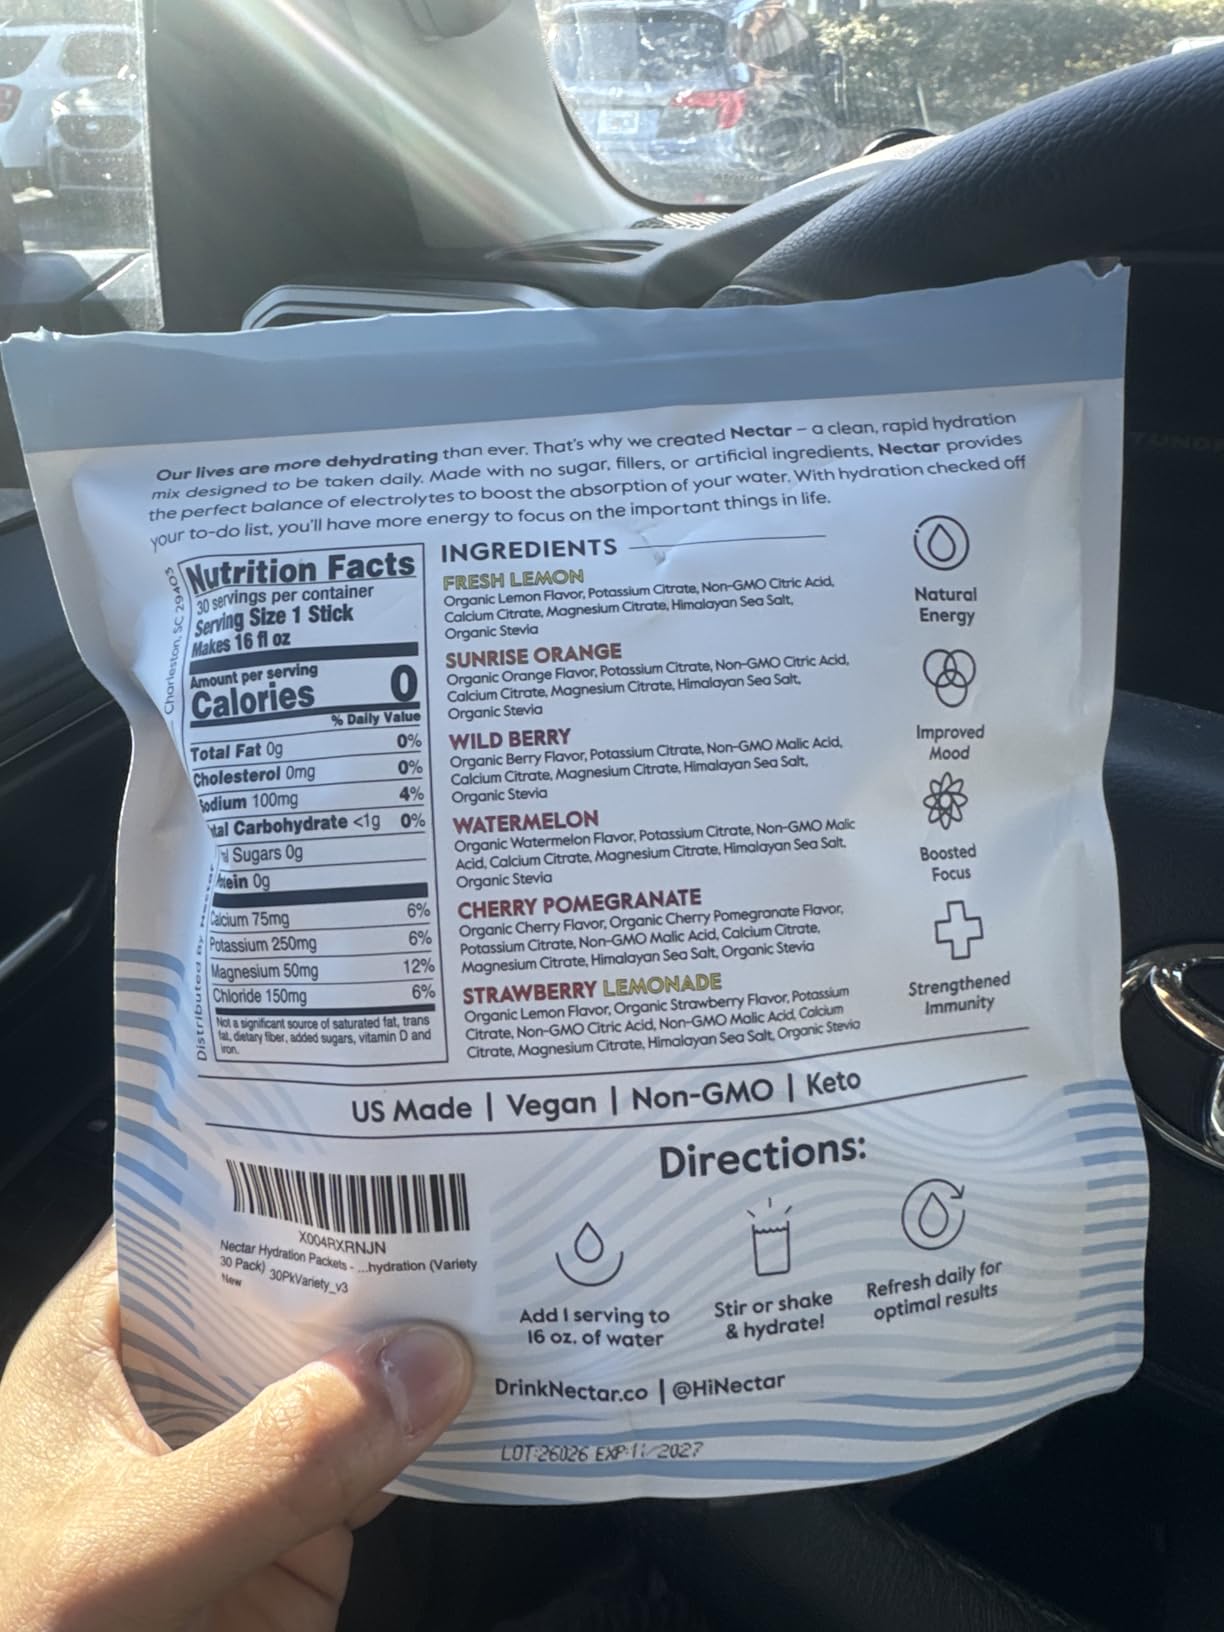 Our lives are more dehydrating than ever. That's why we created Nectar – a clean, rapid hydration
mix designed to be taken daily. Made with no sugar, fillers, or artificial ingredients, Nectar provides
the perfect balance of electrolytes to boost the absorption of your water. With hydration checked off
your to-do list, you'll have more energy to focus on the important things in life.
Nutrition Facts
30 servings per container
Serving Size 1 Stick
Makes 16 fl oz
Amount per serving
Calories 0
% Daily Value
Total Fat 0g 0%
Cholesterol 0mg 0%
Sodium 100mg 4%
Carbohydrate <1g 0%
Sugars 0g
0g
Calcium 75mg 6%
Potassium 250mg 6%
Magnesium 50mg 12%
Chloride 150mg 6%
Not a significant source of saturated fat, trans
fat, dietary fiber, added sugars, vitamin D and
iron.
Distributed By Nectar
Charleston, SC 29403
INGREDIENTS
FRESH LEMON
Organic Lemon Flavor, Potassium Citrate, Non-GMO Citric Acid,
Calcium Citrate, Magnesium Citrate, Himalayan Sea Salt,
Organic Stevia
SUNRISE ORANGE
Organic Orange Flavor, Potassium Citrate, Non-GMO Citric Acid,
Calcium Citrate, Magnesium Citrate, Himalayan Sea Salt,
Organic Stevia
WILD BERRY
Organic Berry Flavor, Potassium Citrate, Non-GMO Malic Acid,
Calcium Citrate, Magnesium Citrate, Himalayan Sea Salt,
Organic Stevia
WATERMELON
Organic Watermelon Flavor, Potassium Citrate, Non-GMO Malic
Acid, Calcium Citrate, Magnesium Citrate, Himalayan Sea Salt,
Organic Stevia
CHERRY POMEGRANATE
Organic Cherry Flavor, Organic Cherry Pomegranate Flavor,
Potassium Citrate, Non-GMO Malic Acid, Calcium Citrate,
Magnesium Citrate, Himalayan Sea Salt, Organic Stevia
STRAWBERRY LEMONADE
Organic Lemon Flavor, Organic Strawberry Flavor, Potassium
Citrate, Non-GMO Citric Acid, Non-GMO Malic Acid, Calcium
Citrate, Magnesium Citrate, Himalayan Sea Salt, Organic Stevia
Natural
Energy
Improved
Mood
Boosted
Focus
Strengthened
Immunity
US Made | Vegan | Non-GMO | Keto
X004RXRNJN
Nectar Hydration Packets - ...hydration (Variety
30 Pack) 30PkVariety_v3
New
Directions:
Add 1 serving to
16 oz. of water
Stir or shake
& hydrate!
Refresh daily for
optimal results
DrinkNectar.co | @HiNectar
LOT:26026 EXP:11/2027